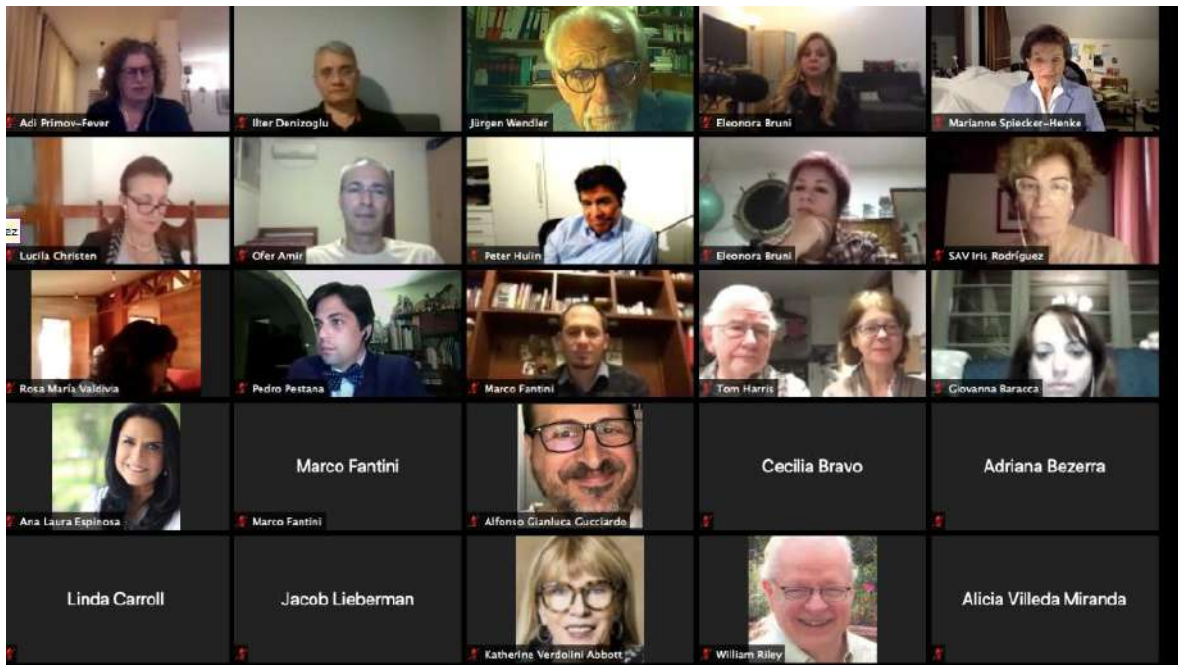 Adi Primov-Fever
Ilter Denizoglu
Jürgen Wendler
Eleonora Bruni
Marianne Spiecker-Henke
ez
Lucila Christen
Ofer Amir
Peter Hulin
Eleonora Bruni
SAV Iris Rodríguez
Rosa María Valdivia
Pedro Pestana
Marco Fantini
Tom Harris
Giovanna Baracca
Ana Laura Espinosa
Marco Fantini
Marco Fantini
Alfonso Gianluca Gucciardo
Cecilia Bravo
Adriana Bezerra
Linda Carroll
Jacob Lieberman
Katherine Verdolini Abbott
William Riley
Alicia Villeda Miranda